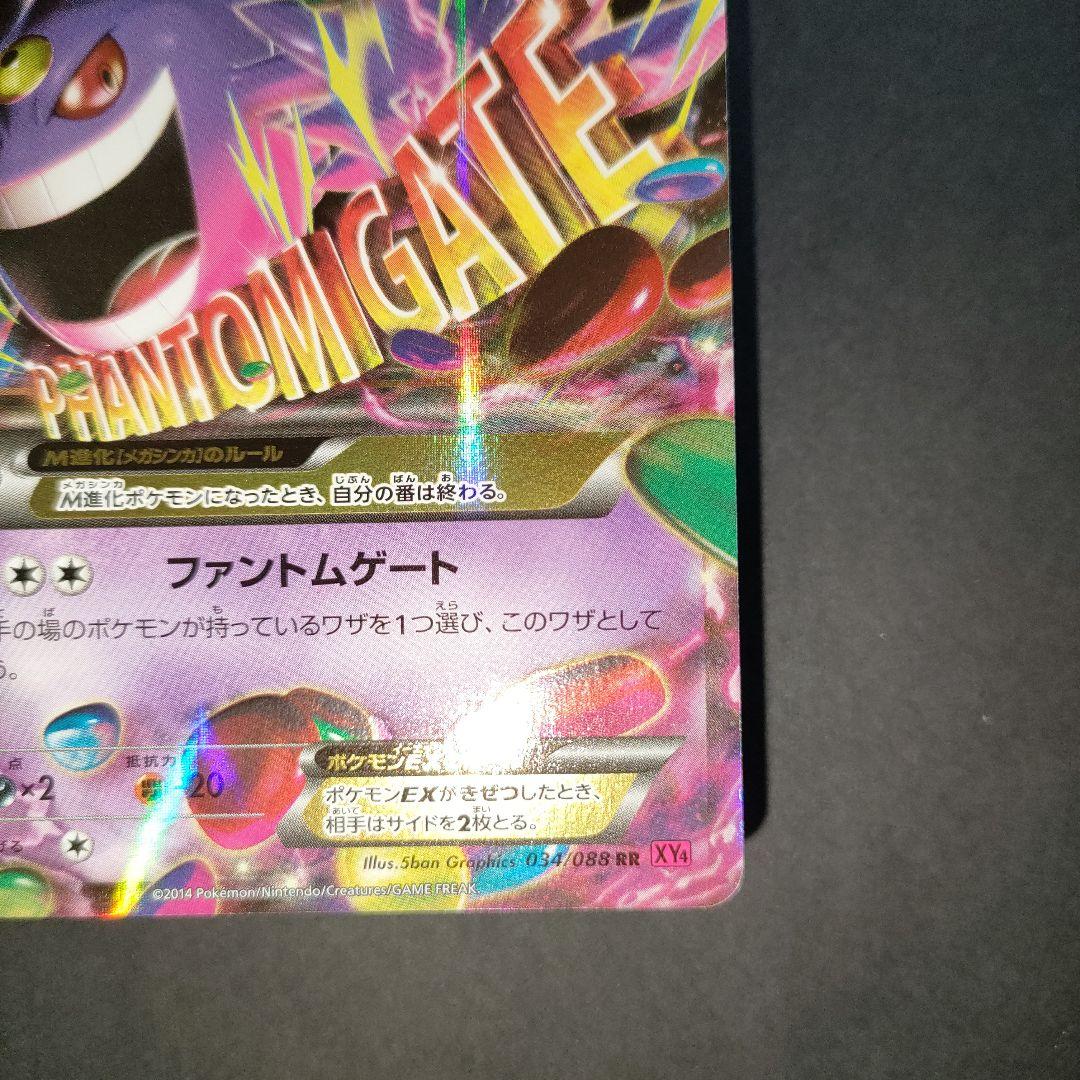 PHANTOM GATE
M進化[メガシンカ]のルール
M進化ポケモンになったとき、自分の番は終わる。
ファントムゲート
手の場のポケモンが持っているワザを1つ選び、このワザとして
う。
点 抵抗力
×2 -20
ポケモンEX
ポケモンEXがきぜつしたとき、
相手はサイドを2枚とる。
げる
Illus.5ban Graphics 034/088 RR XY4
©2014 Pokémon/Nintendo/Creatures/GAME FREAK.